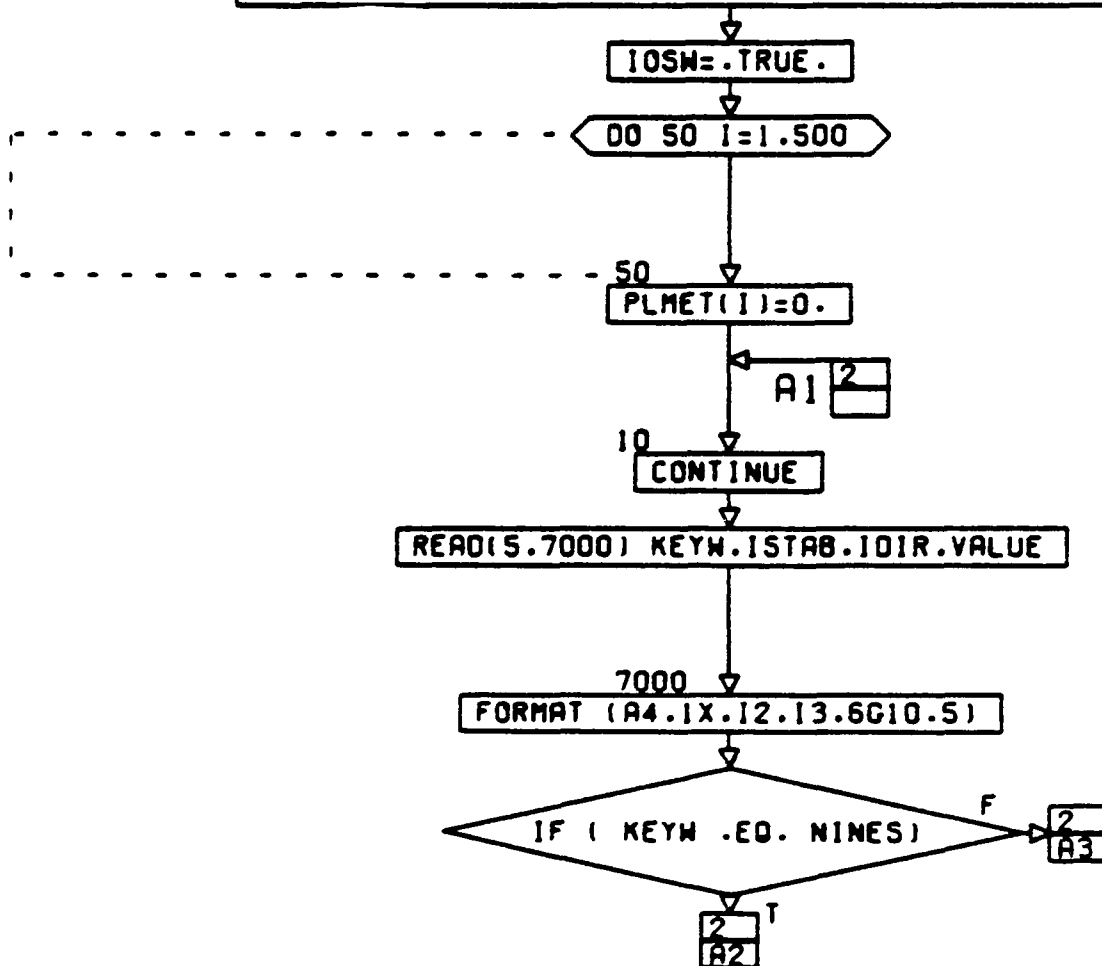 IOSW=.TRUE.
DO 50 I=1.500
50
PLMET(I)=0.
A1
2
10
CONTINUE
READ(5.7000) KEYW.ISTAB.IDIR.VALUE
7000
FORMAT (A4.1X.I2.I3.6G10.5)
IF ( KEYW .EQ. NINES)
F
2
A3
T
2
A2